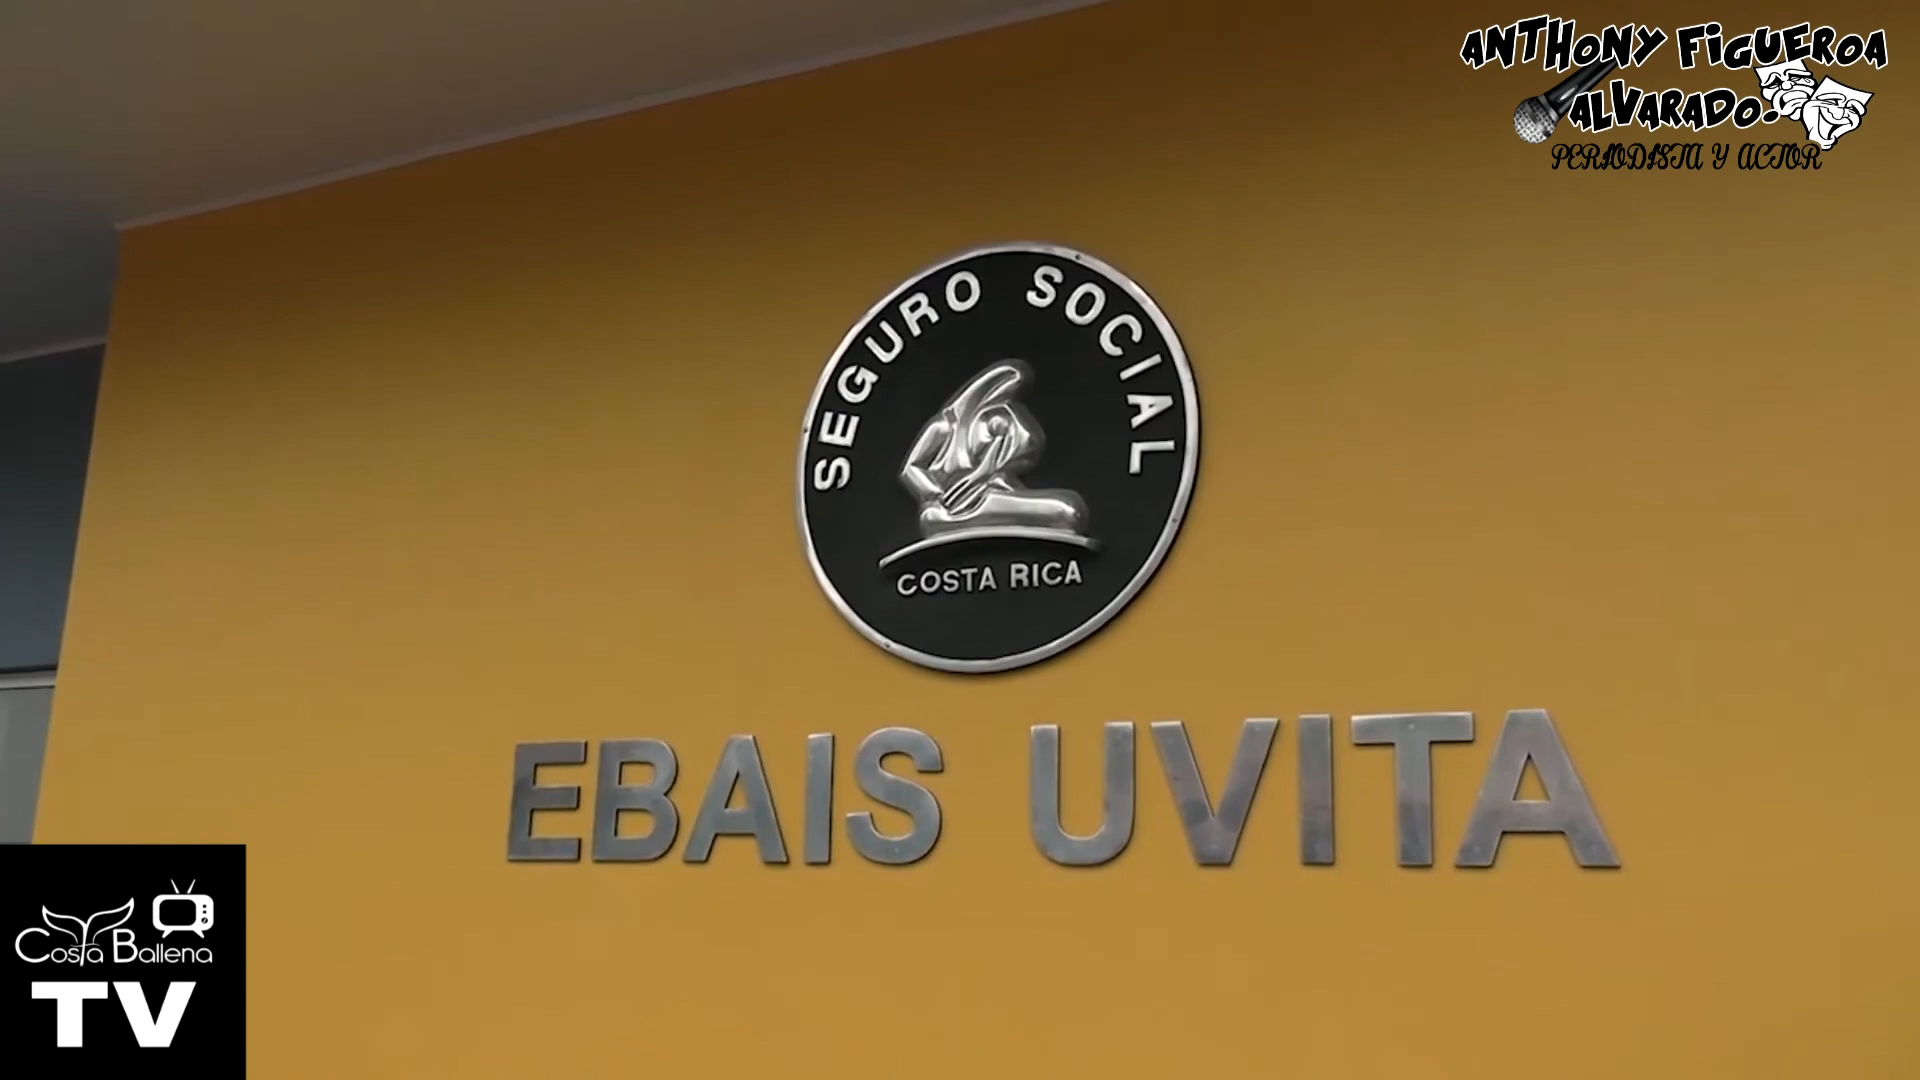 ANTHONY FIGUEROA
ALVARADO.
PERIODISTA Y ACTOR
SEGURO SOCIAL
COSTA RICA
EBAIS UVITA
Costa Ballena
TV